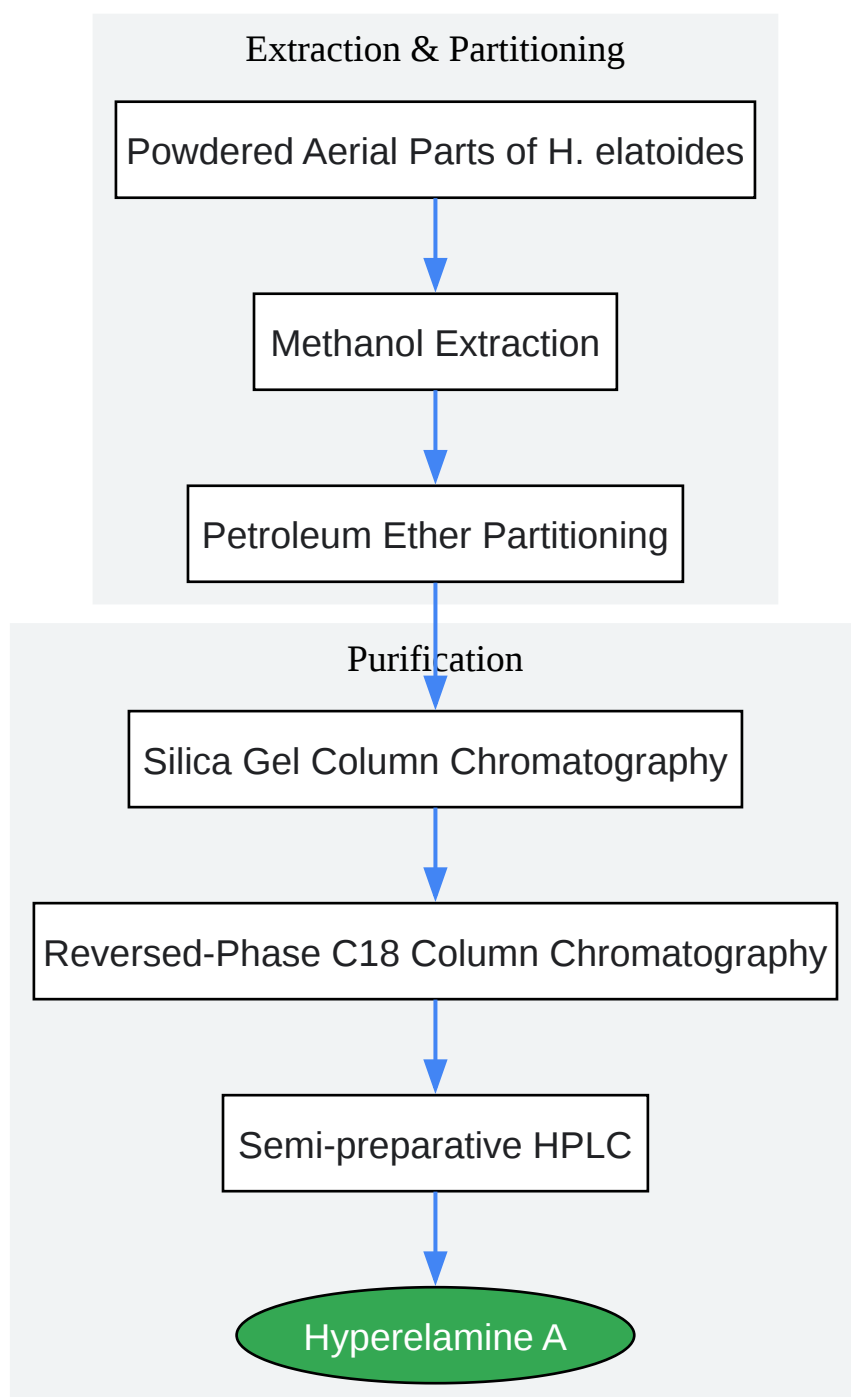 Extraction & Partitioning
Powdered Aerial Parts of H. elatoides
Methanol Extraction
Petroleum Ether Partitioning
Purification
Silica Gel Column Chromatography
Reversed-Phase C18 Column Chromatography
Semi-preparative HPLC
Hyperelamine A